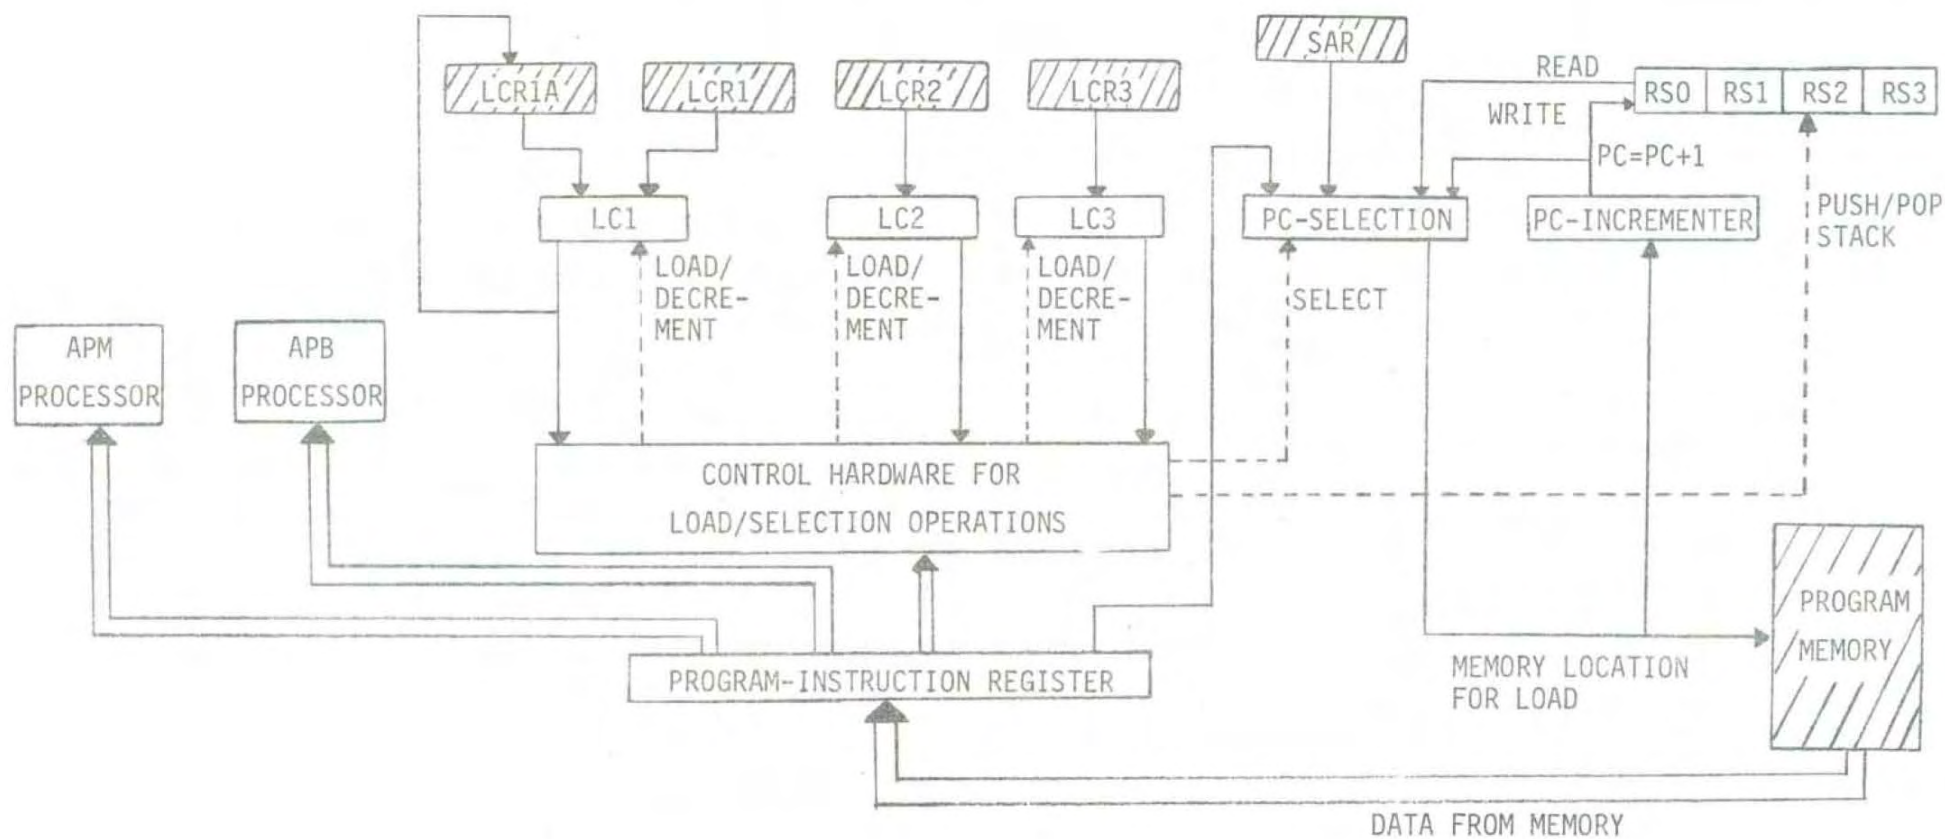 SAR
READ
LCR1A
LCR1
LCR2
LCR3
RS0
RS1
RS2
RS3
WRITE
PC=PC+1
LC1
LC2
LC3
PC-SELECTION
PC-INCREMENTER
PUSH/POP
STACK
LOAD/
DECRE-
MENT
LOAD/
DECRE-
MENT
LOAD/
DECRE-
MENT
SELECT
APM
PROCESSOR
APB
PROCESSOR
CONTROL HARDWARE FOR
LOAD/SELECTION OPERATIONS
PROGRAM
MEMORY
PROGRAM-INSTRUCTION REGISTER
MEMORY LOCATION
FOR LOAD
DATA FROM MEMORY